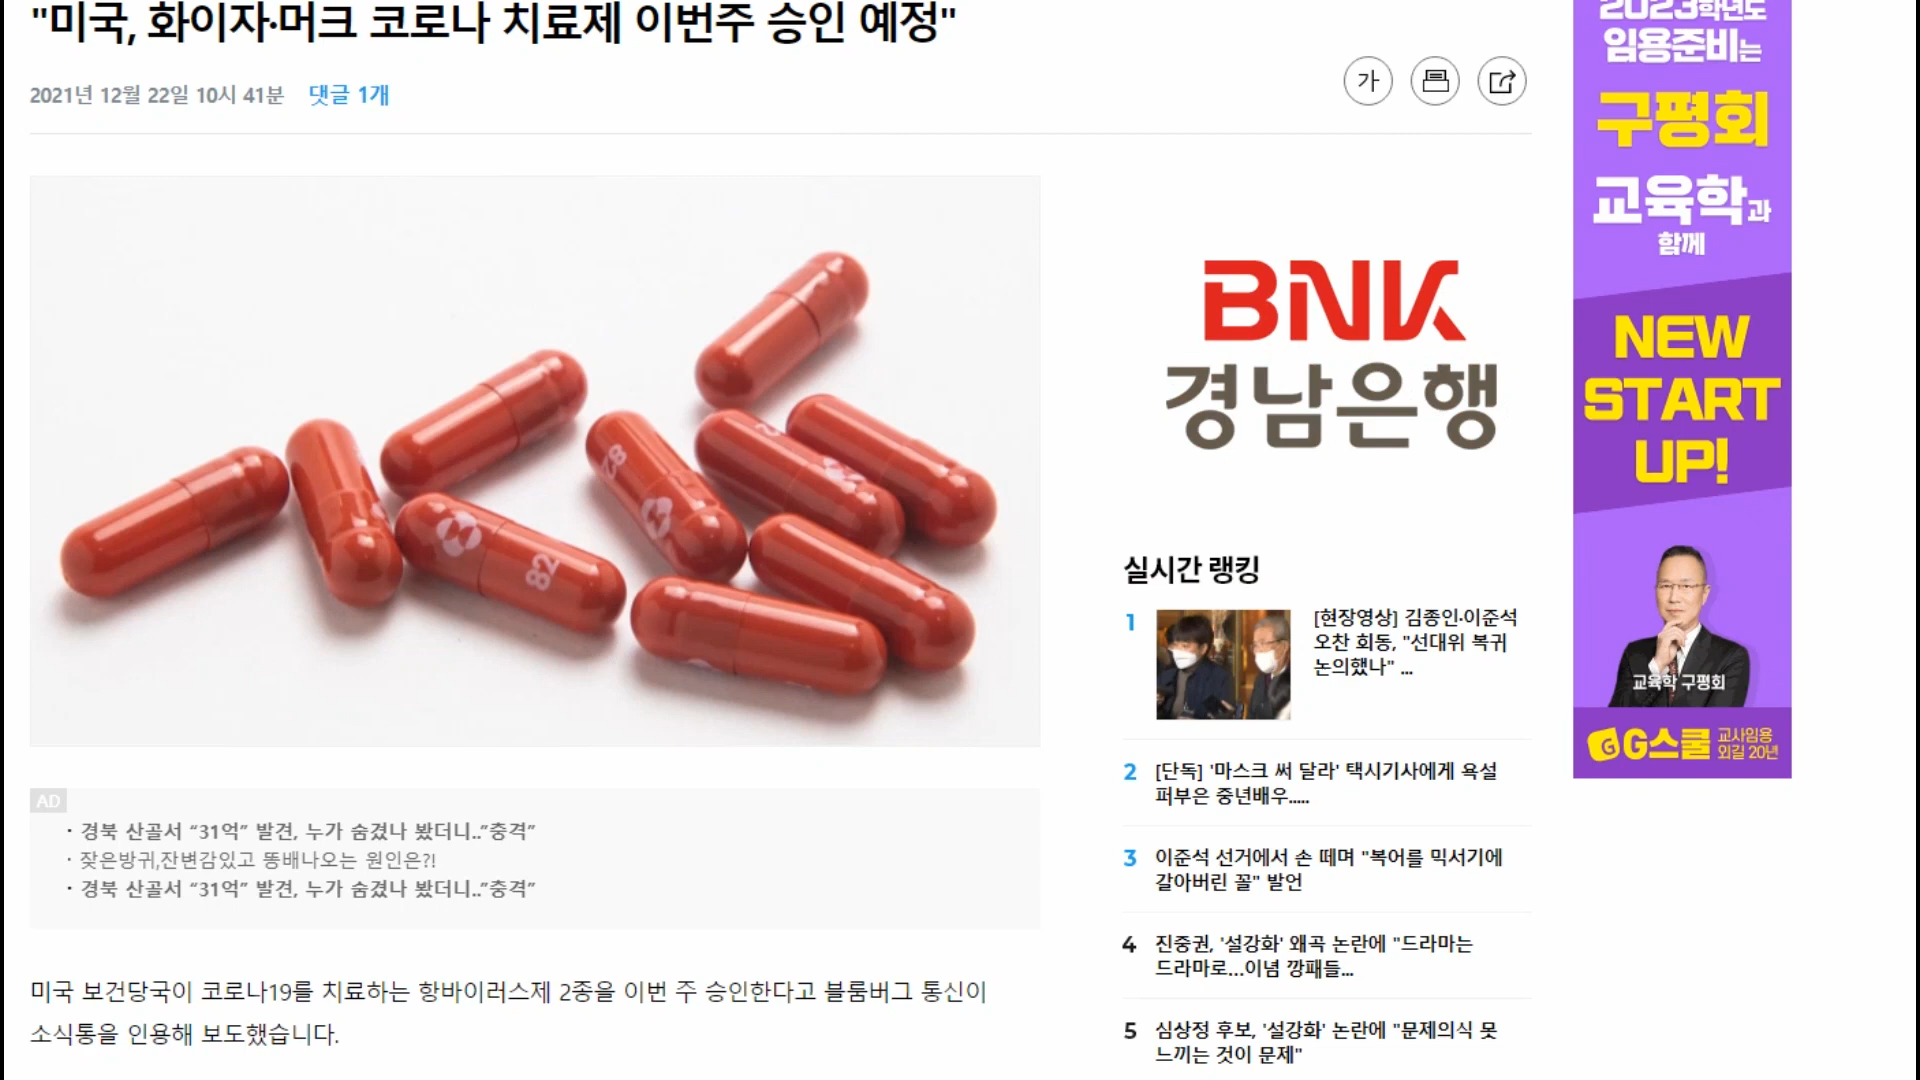 "미국, 화이자·머크 코로나 치료제 이번주 승인 예정"
2021년 12월 22일 10시 41분 댓글 1개
가
82
82
AD
· 경북 산골서 “31억” 발견, 누가 숨겼나 봤더니..”충격”
· 잦은방귀,잔변감있고 똥배나오는 원인은?!
· 경북 산골서 “31억” 발견, 누가 숨겼나 봤더니..”충격”
미국 보건당국이 코로나19를 치료하는 항바이러스제 2종을 이번 주 승인한다고 블룸버그 통신이
소식통을 인용해 보도했습니다.
BNK
경남은행
실시간 랭킹
1 [현장영상] 김종인·이준석
오찬 회동, "선대위 복귀
논의했나" ...
2 [단독] '마스크 써 달라' 택시기사에게 욕설
퍼부은 중년배우.....
3 이준석 선거에서 손 떼며 "복어를 믹서기에
갈아버린 꼴" 발언
4 진중권, '설강화' 왜곡 논란에 "드라마는
드라마로...이념 깡패들...
5 심상정 후보, '설강화' 논란에 "문제의식 못
느끼는 것이 문제"
2023학년도
임용준비는
구평회
교육학과
함께
NEW
START
UP!
교육학 구평회
G G스쿨 교사임용
외길 20년